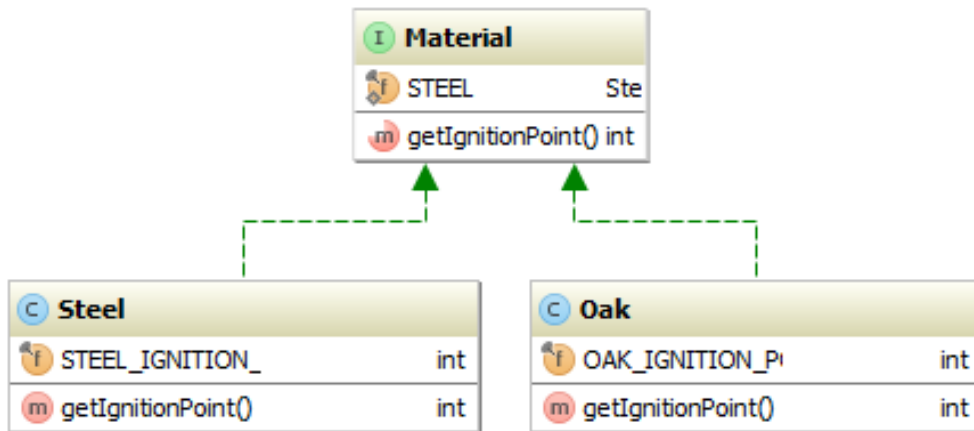 I Material
f STEEL Ste
m getIgnitionPoint() int
C Steel
f STEEL_IGNITION_ int
m getIgnitionPoint() int
C Oak
f OAK_IGNITION_P int
m getIgnitionPoint() int